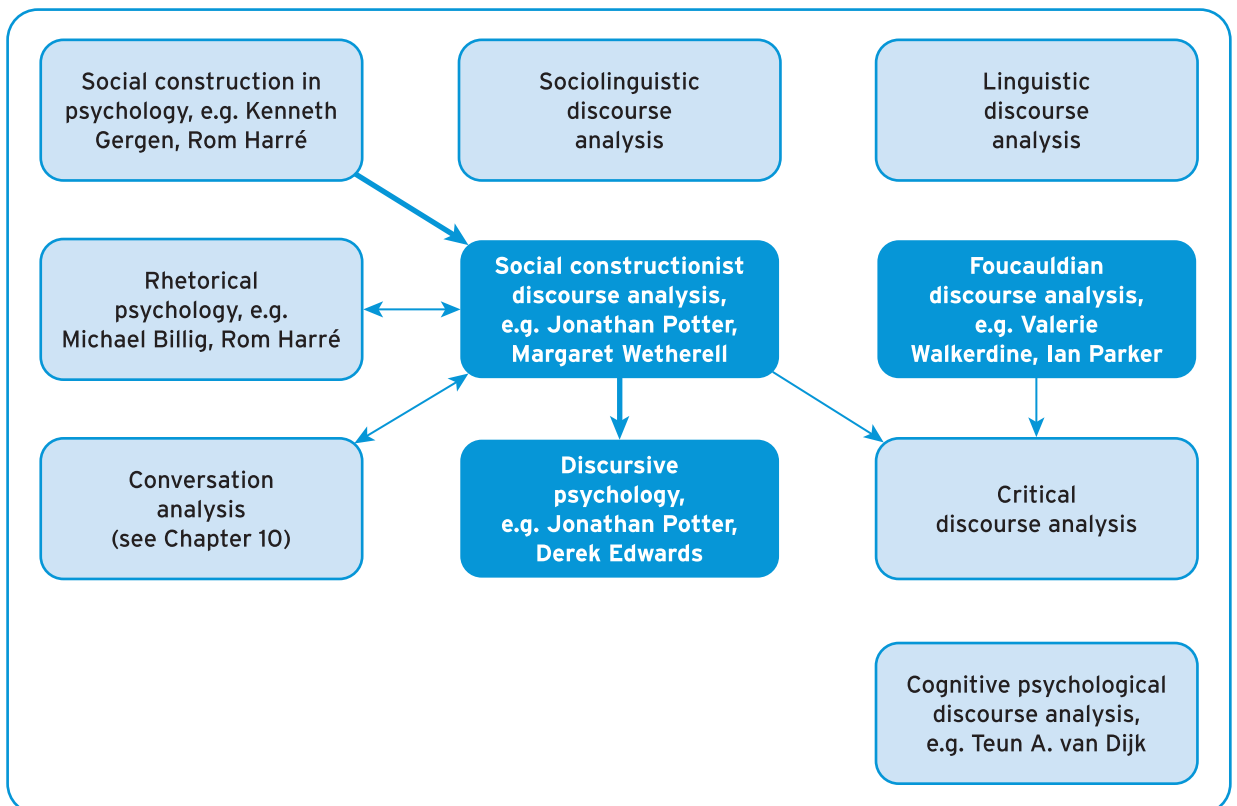 Social construction in
psychology, e.g. Kenneth
Gergen, Rom Harré
Sociolinguistic
discourse
analysis
Linguistic
discourse
analysis
Rhetorical
psychology, e.g.
Michael Billig, Rom Harré
Social constructionist
discourse analysis,
e.g. Jonathan Potter,
Margaret Wetherell
Foucauldian
discourse analysis,
e.g. Valerie
Walkerdine, Ian Parker
Conversation
analysis
(see Chapter 10)
Discursive
psychology,
e.g. Jonathan Potter,
Derek Edwards
Critical
discourse analysis
Cognitive psychological
discourse analysis,
e.g. Teun A. van Dijk